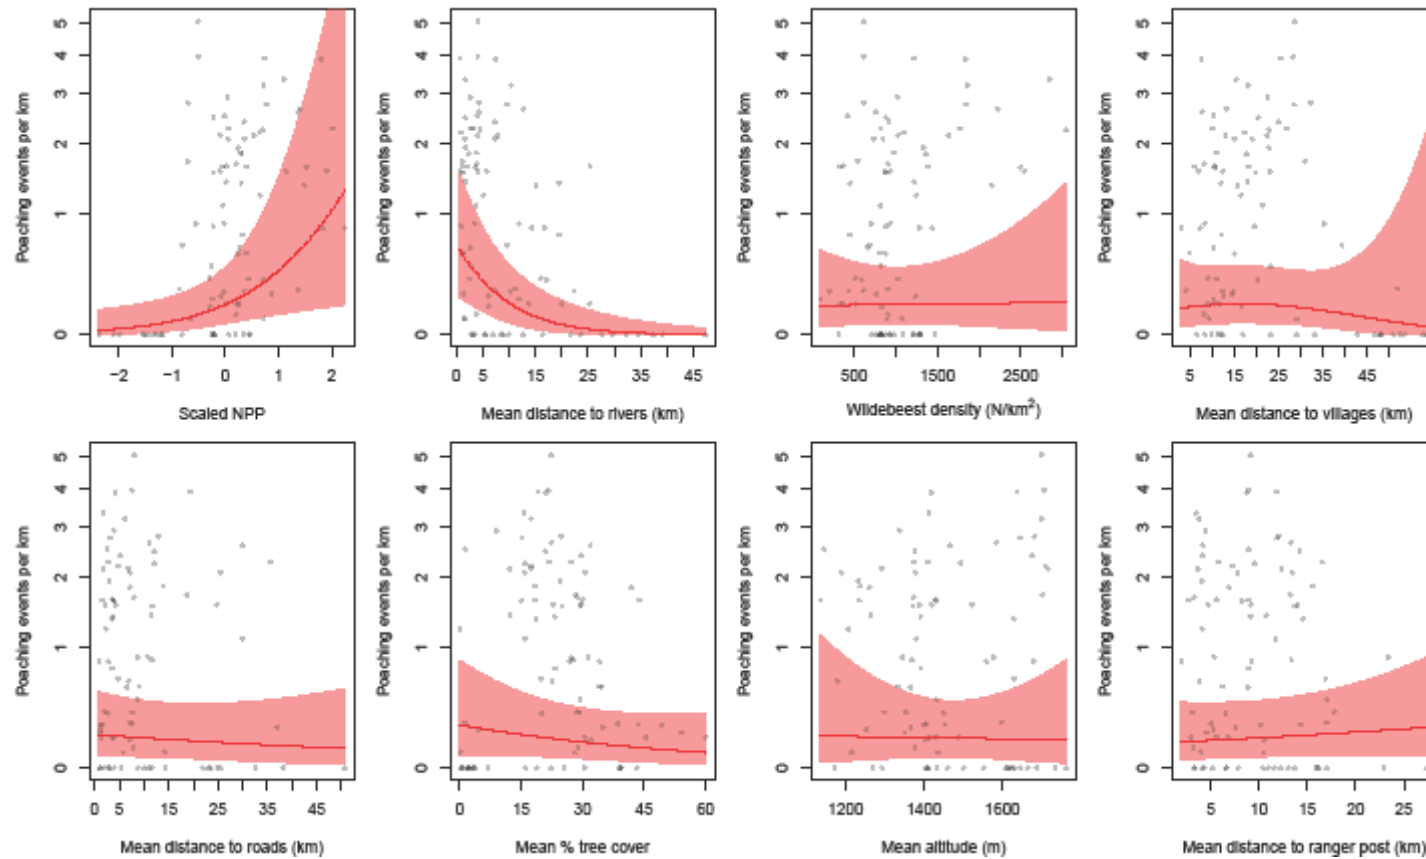 Poaching events per km
0 1 2 3 4 5
−2 −1 0 1 2
Scaled NPP
Poaching events per km
0 1 2 3 4 5
0 5 15 25 35 45
Mean distance to rivers (km)
Poaching events per km
0 1 2 3 4 5
500 1500 2500
Wildebeest density (N/km²)
Poaching events per km
0 1 2 3 4 5
5 15 25 35 45
Mean distance to villages (km)
Poaching events per km
0 1 2 3 4 5
0 5 15 25 35 45
Mean distance to roads (km)
Poaching events per km
0 1 2 3 4 5
0 15 30 45 60
Mean % tree cover
Poaching events per km
0 1 2 3 4 5
1200 1400 1600
Mean altitude (m)
Poaching events per km
0 1 2 3 4 5
5 10 15 20 25
Mean distance to ranger post (km)